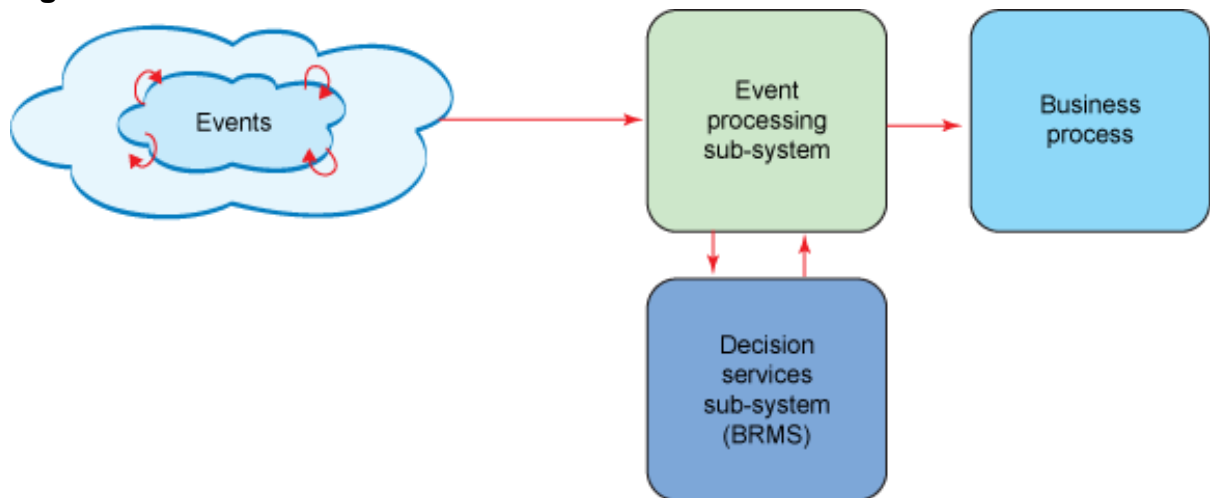 Events
Event
processing
sub-system
Business
process
Decision
services
sub-system
(BRMS)